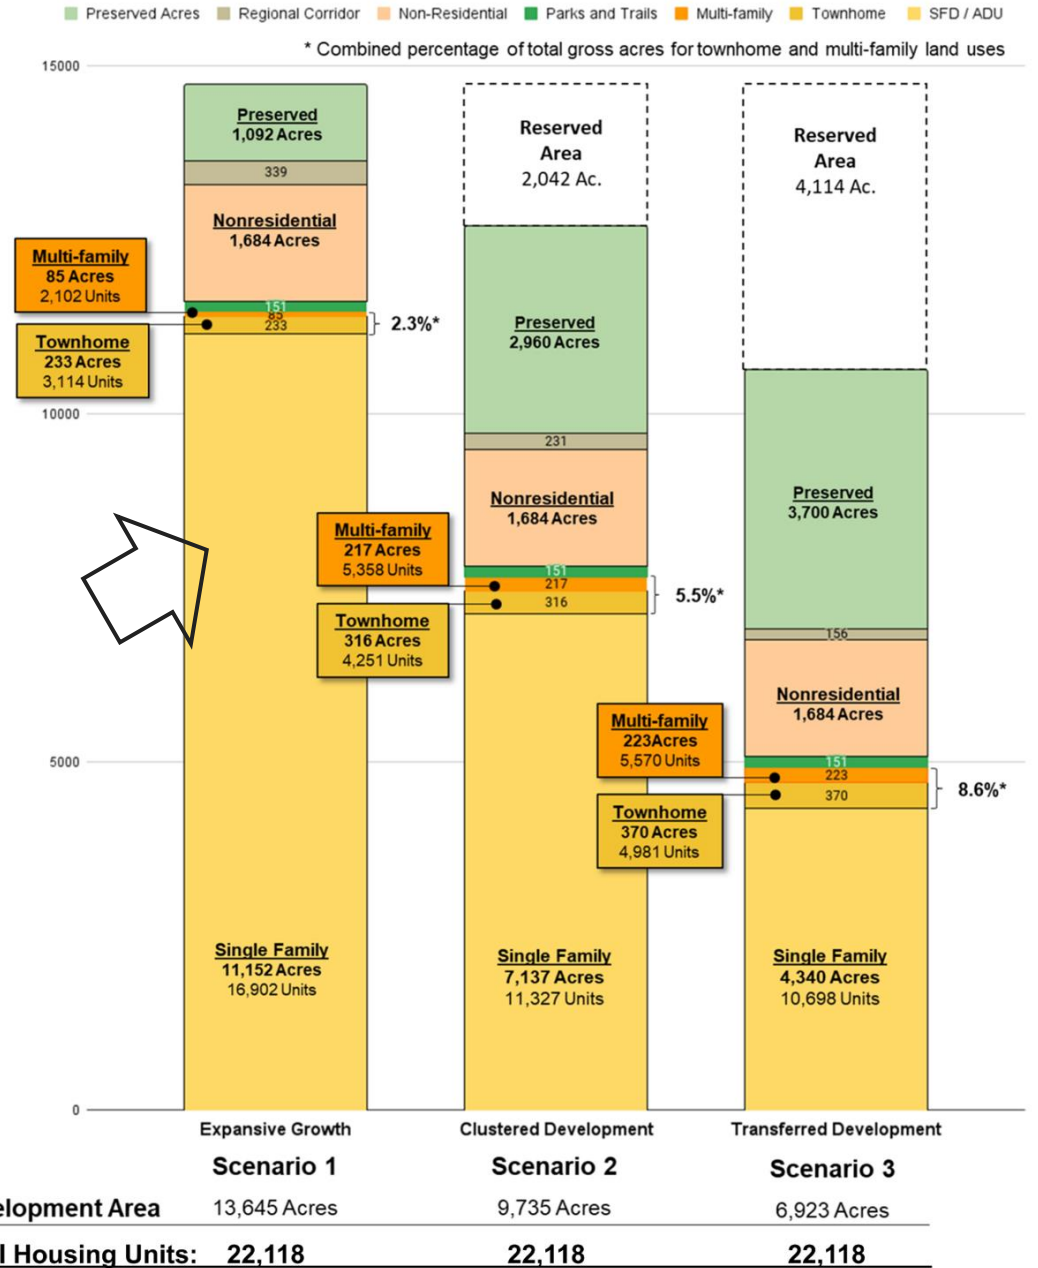 Preserved Acres Regional Corridor Non-Residential Parks and Trails Multi-family Townhome SFD / ADU
* Combined percentage of total gross acres for townhome and multi-family land uses
15000
10000
5000
0
Preserved
1,092 Acres
339
Nonresidential
1,684 Acres
151
85
233
2.3%*
Multi-family
85 Acres
2,102 Units
Townhome
233 Acres
3,114 Units
Single Family
11,152 Acres
16,902 Units
Reserved
Area
2,042 Ac.
Preserved
2,960 Acres
231
Nonresidential
1,684 Acres
151
217
316
5.5%*
Multi-family
217 Acres
5,358 Units
Townhome
316 Acres
4,251 Units
Single Family
7,137 Acres
11,327 Units
Reserved
Area
4,114 Ac.
Preserved
3,700 Acres
156
Nonresidential
1,684 Acres
151
223
370
8.6%*
Multi-family
223Acres
5,570 Units
Townhome
370 Acres
4,981 Units
Single Family
4,340 Acres
10,698 Units
Expansive Growth Clustered Development Transferred Development
Scenario 1 Scenario 2 Scenario 3
elopment Area 13,645 Acres 9,735 Acres 6,923 Acres
l Housing Units: 22,118 22,118 22,118